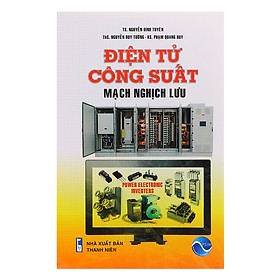 TS. NGUYỄN ĐÌNH TUYÊN
ThS. NGUYỄN DUY TƯỜNG - KS. PHẠM QUANG HUY
ĐIỆN TỬ
CÔNG SUẤT
MẠCH NGHỊCH LƯU
POWER ELECTRONIC
INVERTERS
NHÀ XUẤT BẢN
THANH NIÊN